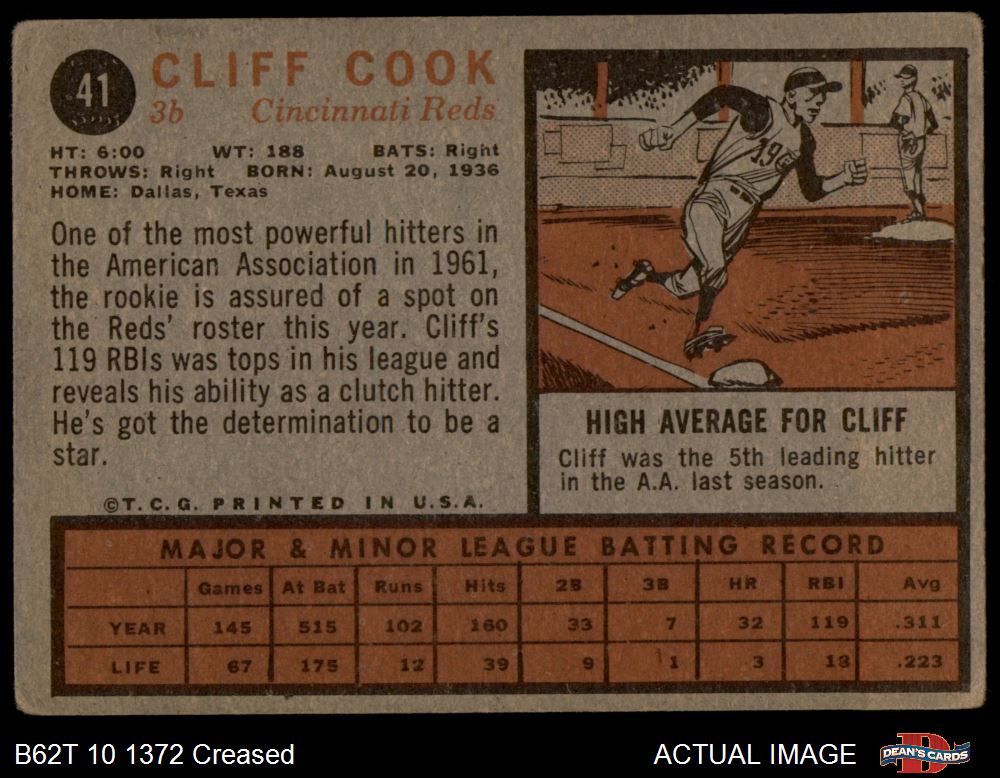 41
CLIFF COOK
3b Cincinnati Reds
HT: 6:00 WT: 188 BATS: Right
THROWS: Right BORN: August 20, 1936
HOME: Dallas, Texas
One of the most powerful hitters in
the American Association in 1961,
the rookie is assured of a spot on
the Reds' roster this year. Cliff's
119 RBIs was tops in his league and
reveals his ability as a clutch hitter.
He's got the determination to be a
star.
©T.C.G. PRINTED IN U.S.A.
HIGH AVERAGE FOR CLIFF
Cliff was the 5th leading hitter
in the A.A. last season.
MAJOR & MINOR LEAGUE BATTING RECORD
Games At Bat Runs Hits 2B 3B HR RBI Avg
YEAR 145 515 102 160 33 7 32 119 .311
LIFE 67 175 12 39 9 1 3 18 .223
B62T 10 1372 Creased
ACTUAL IMAGE
DEAN'S CARDS